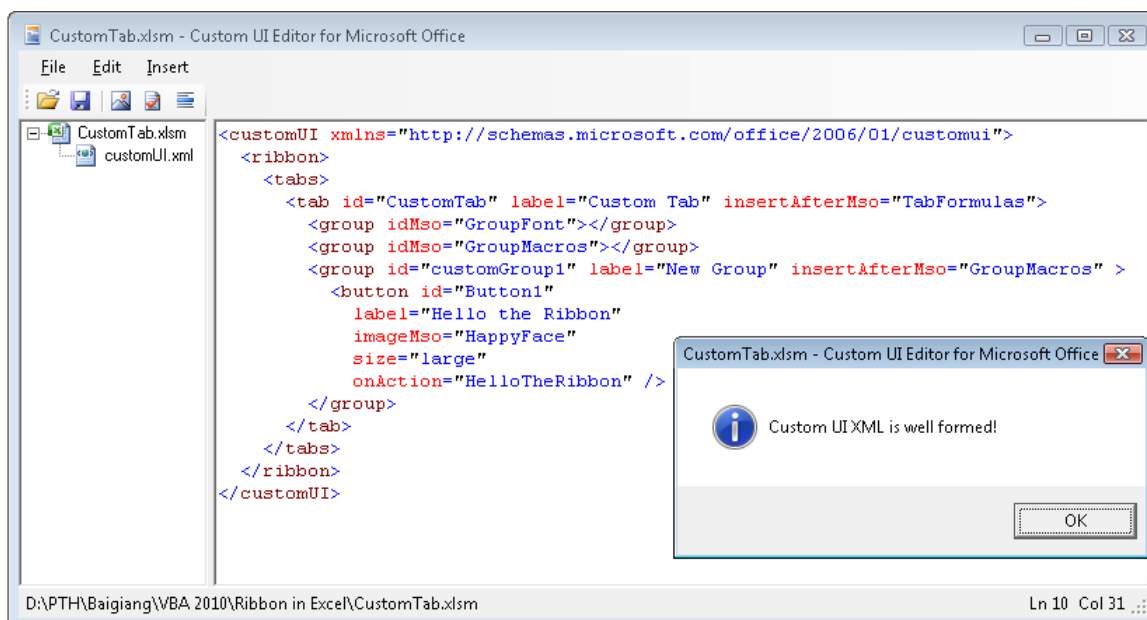 CustomTab.xlsm - Custom UI Editor for Microsoft Office
File Edit Insert
CustomTab.xlsm
customUI.xml
<customUI xmlns="http://schemas.microsoft.com/office/2006/01/customui">
<ribbon>
<tabs>
<tab id="CustomTab" label="Custom Tab" insertAfterMso="TabFormulas">
<group idMso="GroupFont"></group>
<group idMso="GroupMacros"></group>
<group id="customGroup1" label="New Group" insertAfterMso="GroupMacros" >
<button id="Button1"
label="Hello the Ribbon"
imageMso="HappyFace"
size="large"
onAction="HelloTheRibbon" />
</group>
</tab>
</tabs>
</ribbon>
</customUI>
CustomTab.xlsm - Custom UI Editor for Microsoft Office
Custom UI XML is well formed!
OK
D:\PTH\Baigiang\VBA 2010\Ribbon in Excel\CustomTab.xlsm
Ln 10 Col 31